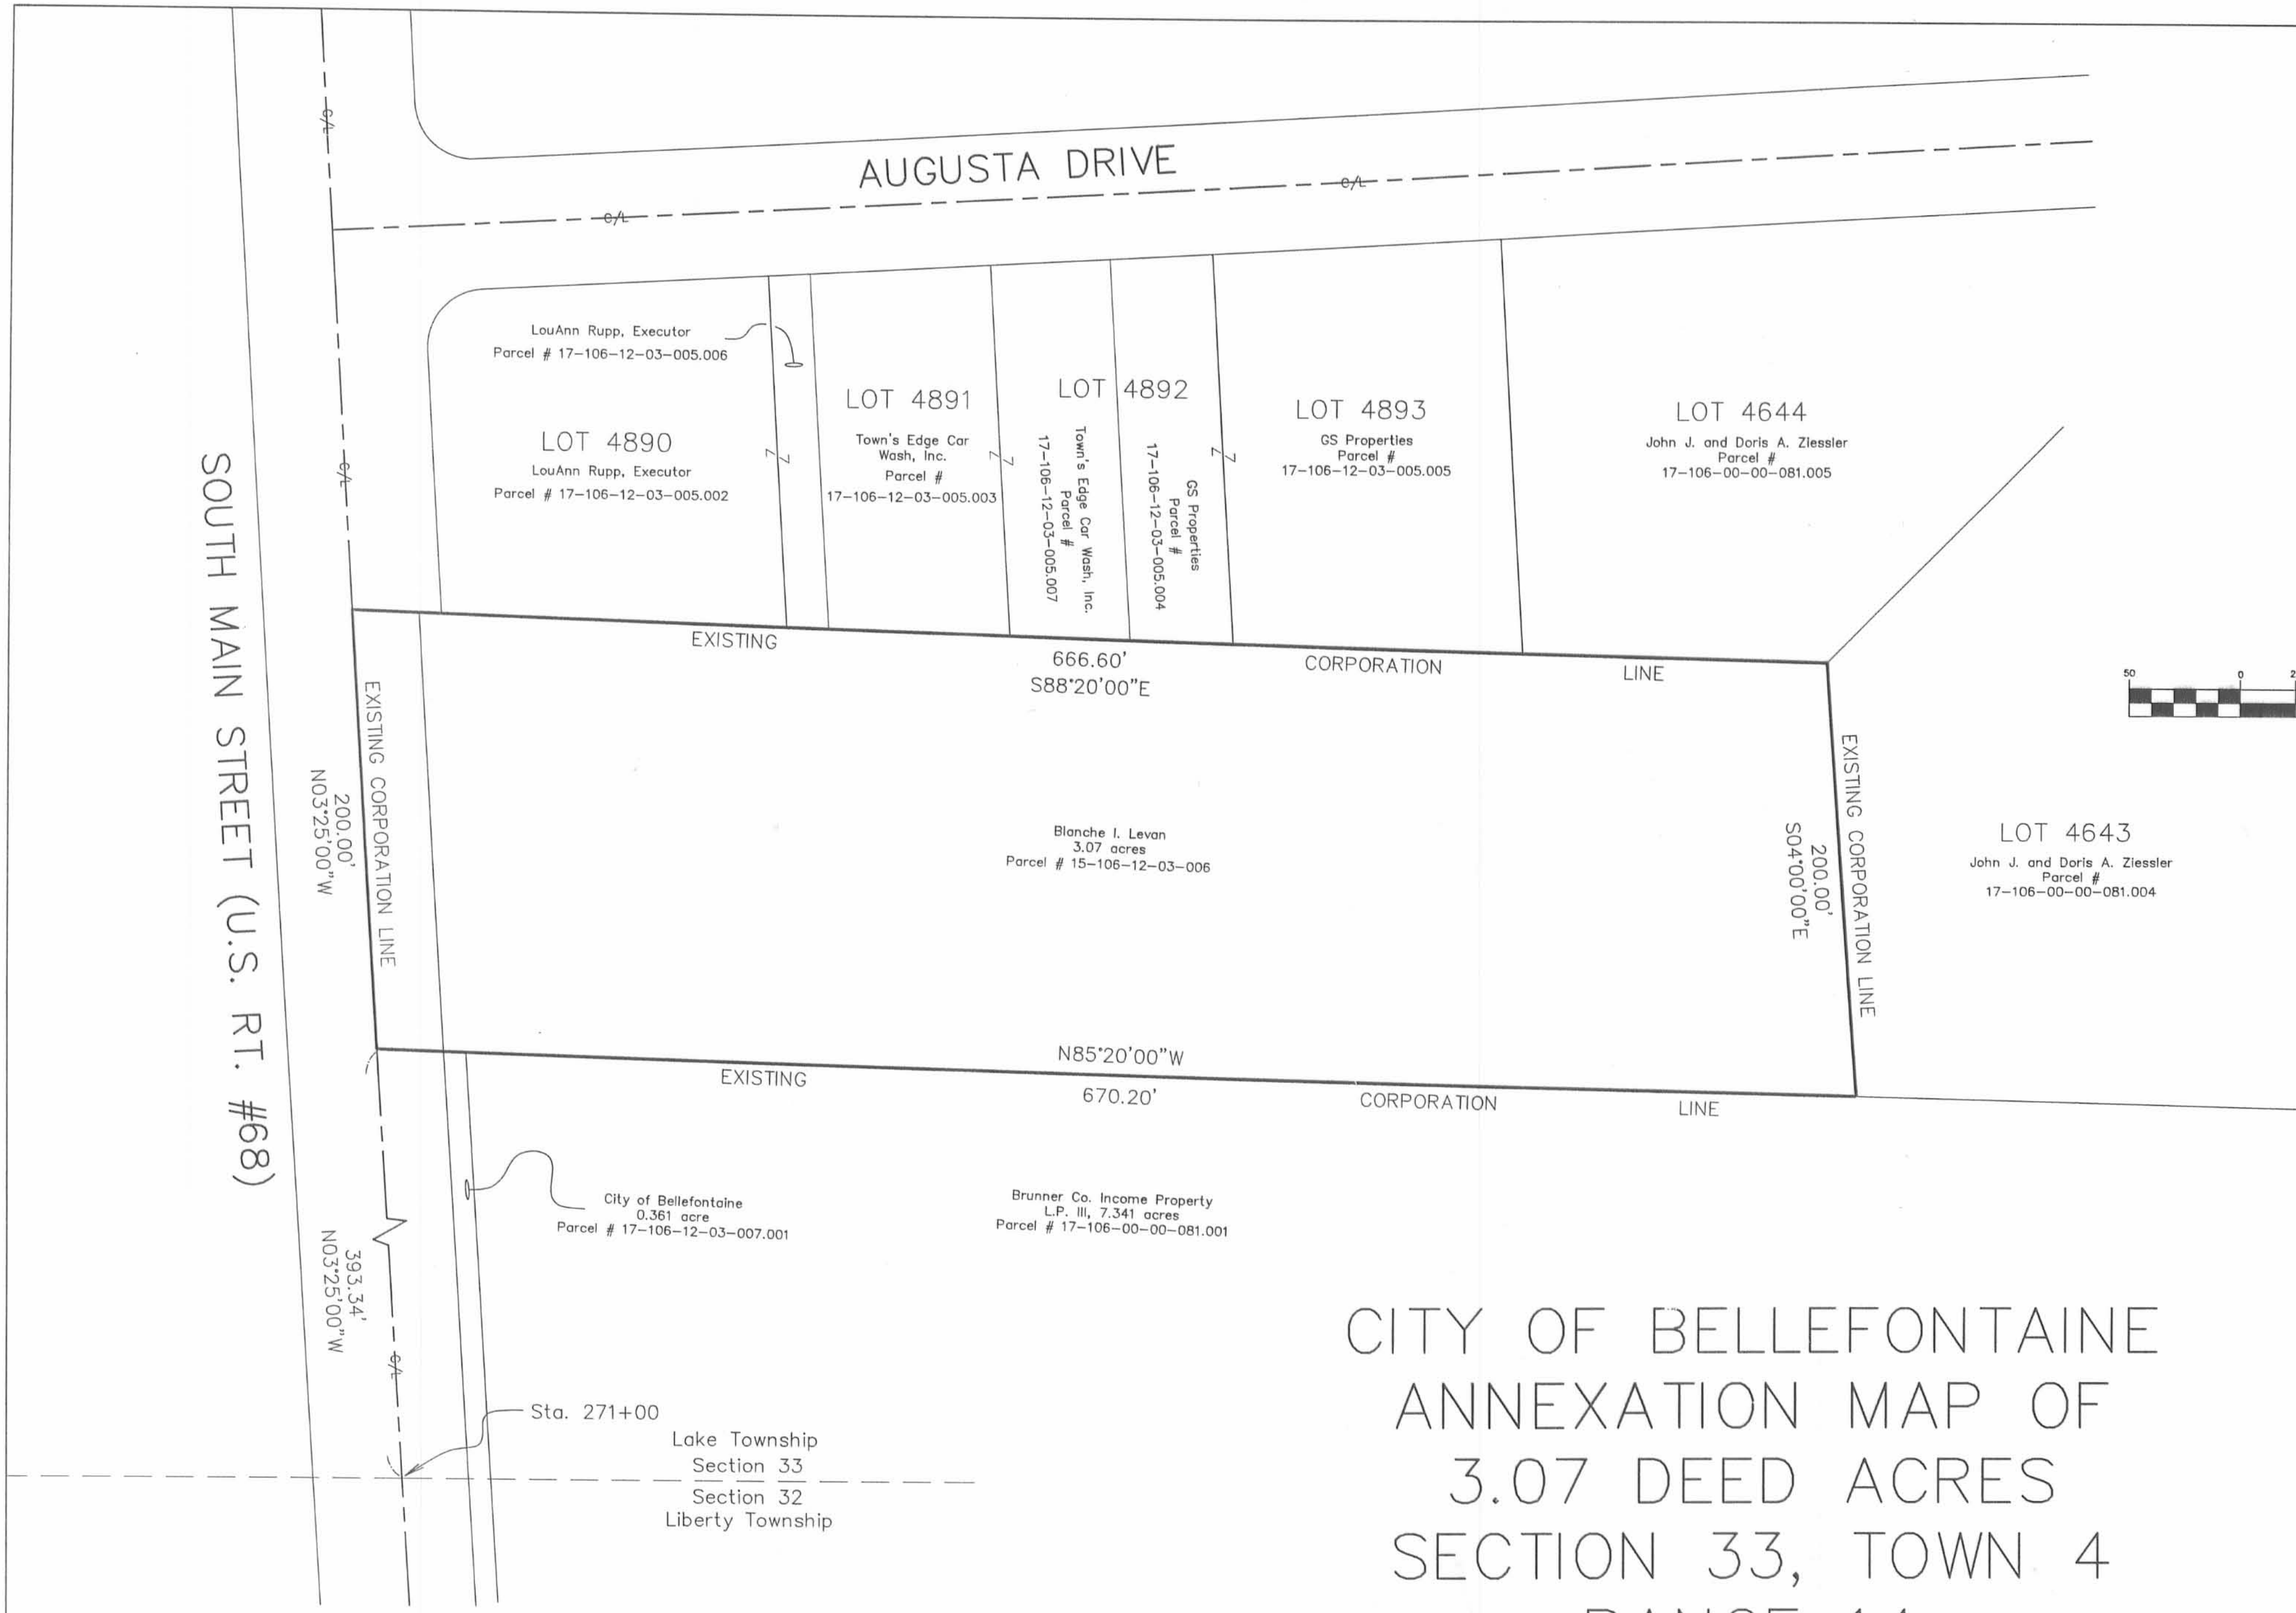 AUGUSTA DRIVE
C/L
C/L
C/L
C/L
SOUTH MAIN STREET (U.S. RT. #68)
LouAnn Rupp, Executor
Parcel # 17-106-12-03-005.006
LOT 4890
LouAnn Rupp, Executor
Parcel # 17-106-12-03-005.002
LOT 4891
Town's Edge Car
Wash, Inc.
Parcel #
17-106-12-03-005.003
LOT 4892
Town's Edge Car Wash, Inc.
Parcel #
17-106-12-03-005.007
GS Properties
Parcel #
17-106-12-03-005.004
LOT 4893
GS Properties
Parcel #
17-106-12-03-005.005
LOT 4644
John J. and Doris A. Ziessler
Parcel #
17-106-00-00-081.005
EXISTING CORPORATION LINE
666.60'
S88°20'00"E
EXISTING CORPORATION LINE
200.00'
N03°25'00"W
Blanche I. Levan
3.07 acres
Parcel # 15-106-12-03-006
EXISTING CORPORATION LINE
200.00'
S04°00'00"E
50 0
LOT 4643
John J. and Doris A. Ziessler
Parcel #
17-106-00-00-081.004
N85°20'00"W
EXISTING CORPORATION LINE
670.20'
City of Bellefontaine
0.361 acre
Parcel # 17-106-12-03-007.001
Brunner Co. Income Property
L.P. III, 7.341 acres
Parcel # 17-106-00-00-081.001
393.34'
N03°25'00"W
C/L
Sta. 271+00
Lake Township
Section 33
Section 32
Liberty Township
CITY OF BELLEFONTAINE
ANNEXATION MAP OF
3.07 DEED ACRES
SECTION 33, TOWN 4